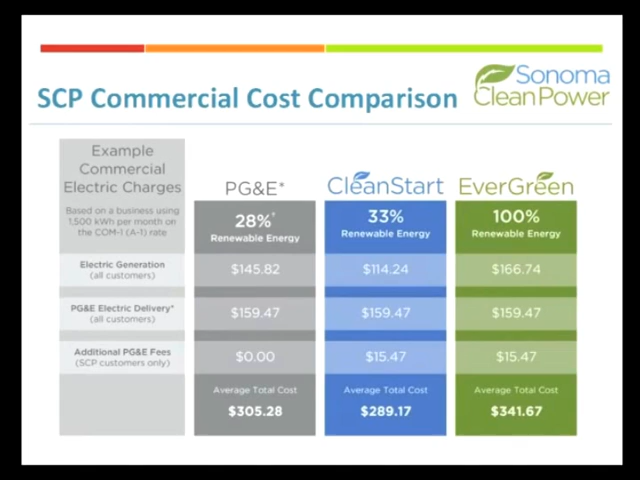 SCP Commercial Cost Comparison
Sonoma
CleanPower
Example
Commercial
Electric Charges
Based on a business using
1,500 kWh per month on
the COM-1 (A-1) rate
PG&E*
CleanStart
EverGreen
28%†
Renewable Energy
33%
Renewable Energy
100%
Renewable Energy
Electric Generation
(all customers)
$145.82
$114.24
$166.74
PG&E Electric Delivery*
(all customers)
$159.47
$159.47
$159.47
Additional PG&E Fees
(SCP customers only)
$0.00
$15.47
$15.47
Average Total Cost
$305.28
Average Total Cost
$289.17
Average Total Cost
$341.67